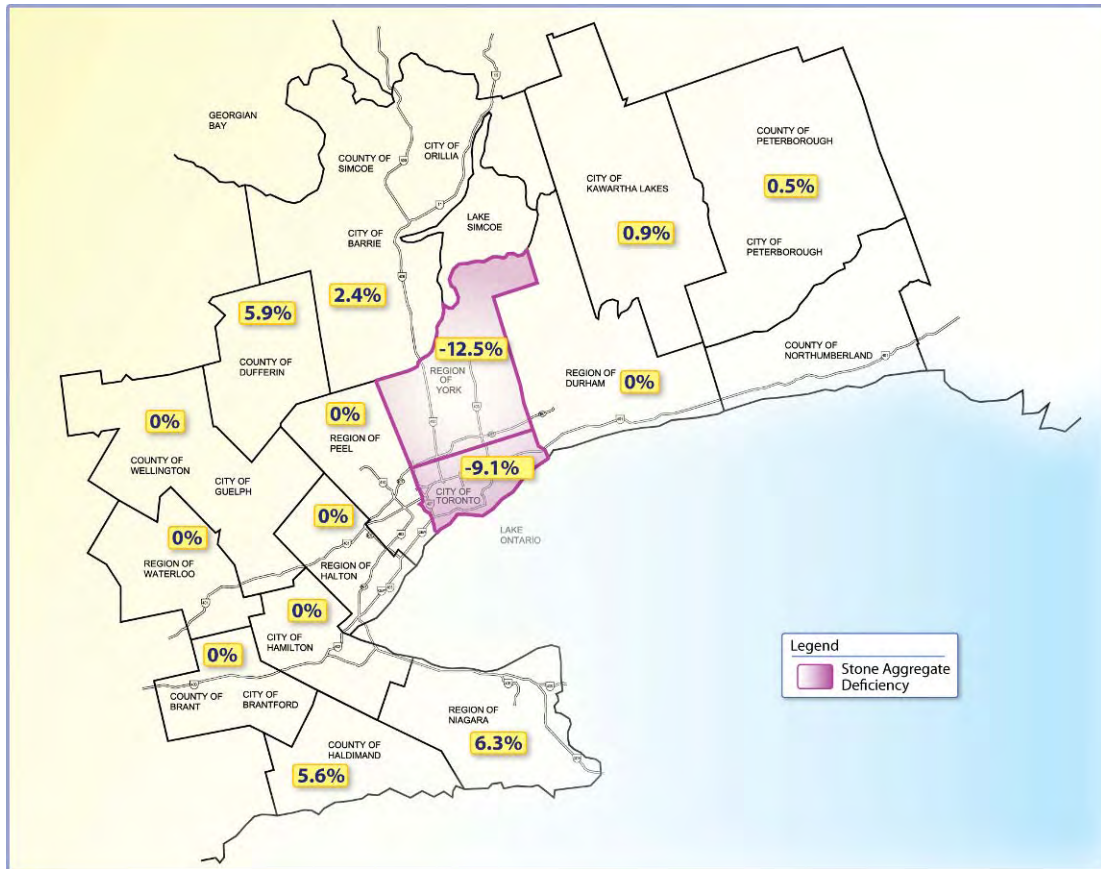 GEORGIAN
BAY
COUNTY OF
SIMCOE
CITY OF
ORILLIA
COUNTY OF
PETERBOROUGH
0.5%
CITY OF
KAWARTHA LAKES
0.9%
CITY OF
PETERBOROUGH
LAKE
SIMCOE
CITY OF
BARRIE
2.4%
5.9%
COUNTY OF
DUFFERIN
-12.5%
REGION
OF
YORK
REGION OF
DURHAM
0%
COUNTY OF
NORTHUMBERLAND
0%
REGION OF
PEEL
0%
COUNTY OF
WELLINGTON
CITY OF
GUELPH
-9.1%
CITY OF
TORONTO
LAKE
ONTARIO
0%
REGION OF
HALTON
0%
REGION OF
WATERLOO
0%
CITY OF
HAMILTON
0%
COUNTY OF
BRANT
CITY OF
BRANTFORD
REGION OF
NIAGARA
6.3%
COUNTY OF
HALDIMAND
5.6%
Legend
Stone Aggregate
Deficiency